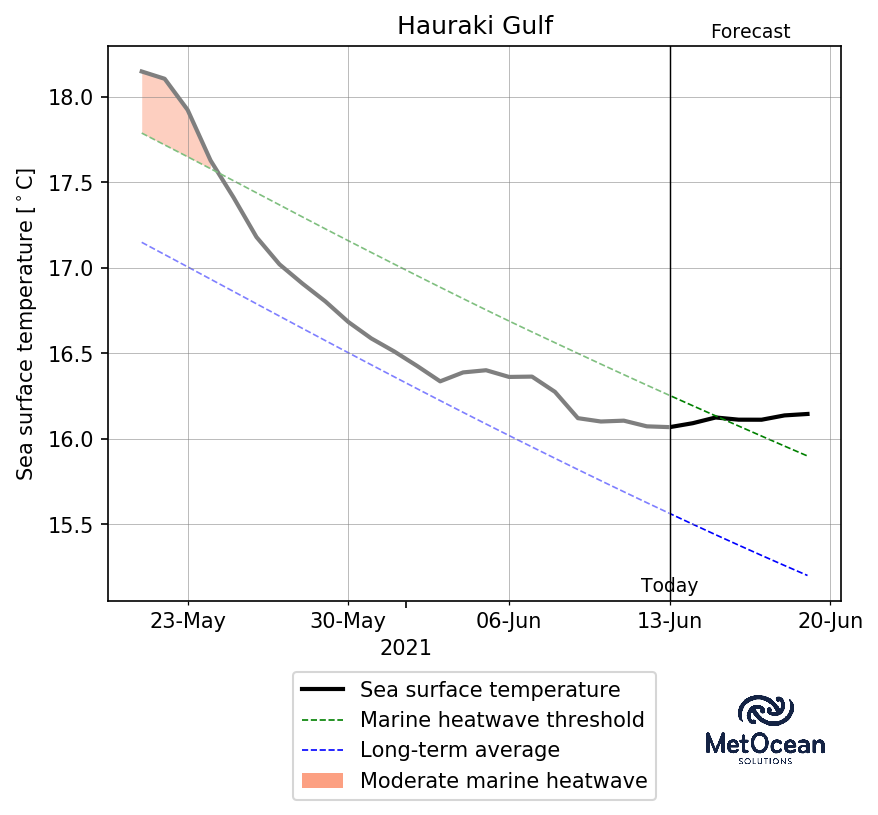 Hauraki Gulf
Forecast
Sea surface temperature [°C]
18.0
17.5
17.0
16.5
16.0
15.5
Today
23-May
30-May
06-Jun
13-Jun
20-Jun
2021
Sea surface temperature
Marine heatwave threshold
Long-term average
Moderate marine heatwave
MetOcean
SOLUTIONS